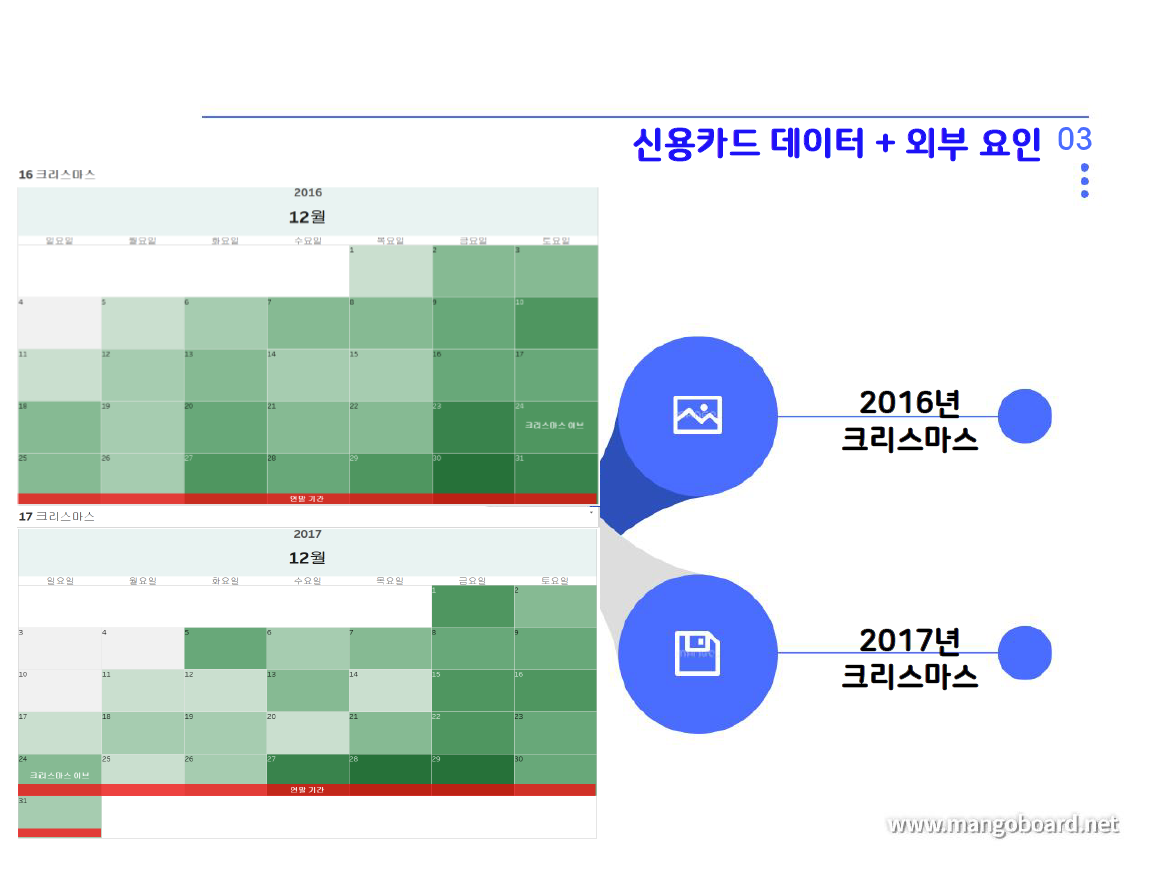 신용카드 데이터 + 외부 요인 03
16 크리스마스
2016
12월
일요일 월요일 화요일 수요일 목요일 금요일 토요일
1 2 3
4 5 6 7 8 9 10
11 12 13 14 15 16 17
18 19 20 21 22 23 24
크리스마스 이브
25 26 27 28 29 30 31
연말 기간
17 크리스마스
2017
12월
일요일 월요일 화요일 수요일 목요일 금요일 토요일
1 2
3 4 5 6 7 8 9
10 11 12 13 14 15 16
17 18 19 20 21 22 23
24 25 26 27 28 29 30
크리스마스 이브
연말 기간
31
2016년
크리스마스
2017년
크리스마스
www.mangoboard.net